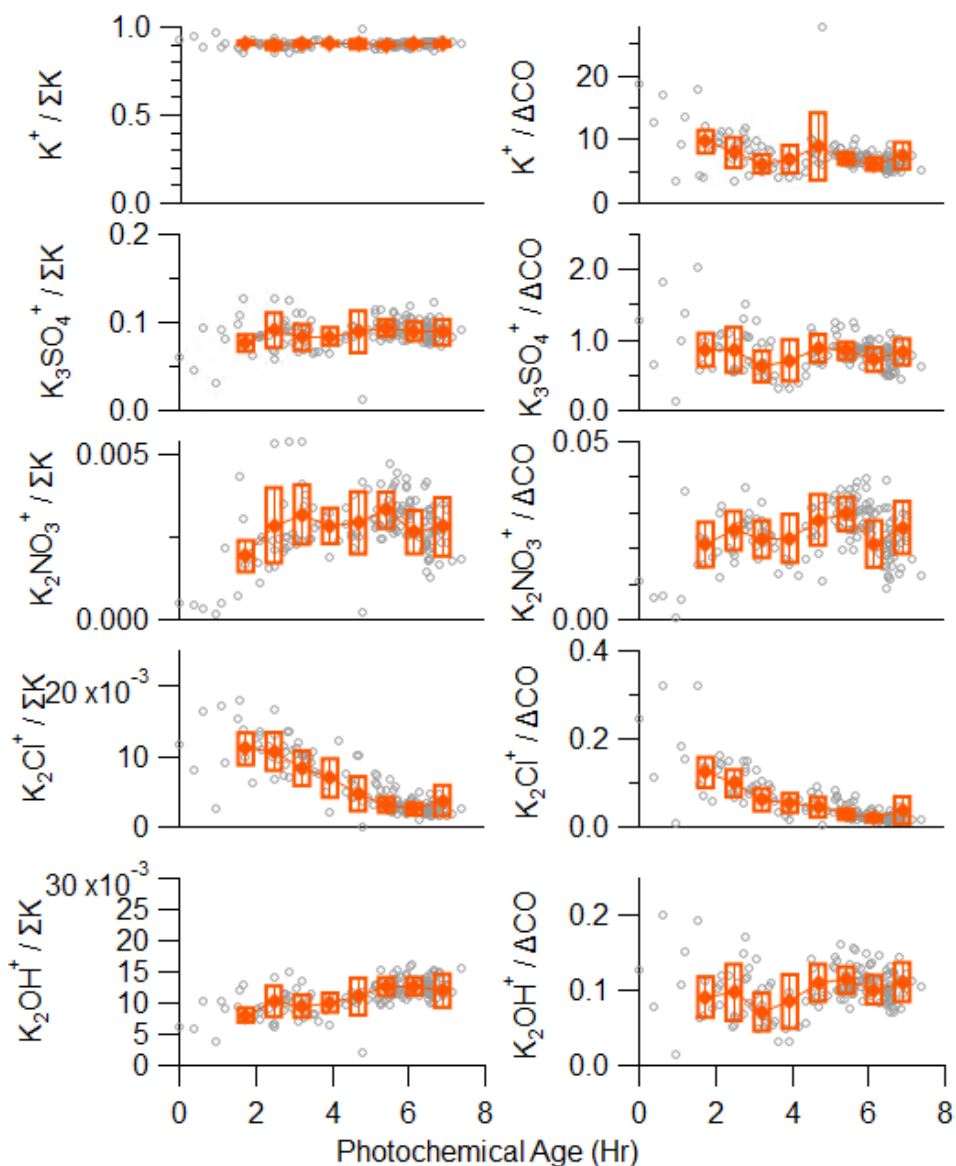 K⁺ / ΣK
1.0
0.5
0.0
K⁺ / ΔCO
20
10
0
K₃SO₄⁺ / ΣK
0.2
0.1
0.0
K₃SO₄⁺ / ΔCO
2.0
1.0
0.0
K₂NO₃⁺ / ΣK
0.005
0.000
K₂NO₃⁺ / ΔCO
0.05
0.00
K₂Cl⁺ / ΣK
20 x10⁻³
10
0
K₂Cl⁺ / ΔCO
0.4
0.2
0.0
K₂OH⁺ / ΣK
30 x10⁻³
25
20
15
10
5
0
K₂OH⁺ / ΔCO
0.2
0.1
0.0
0 2 4 6 8
0 2 4 6 8
Photochemical Age (Hr)